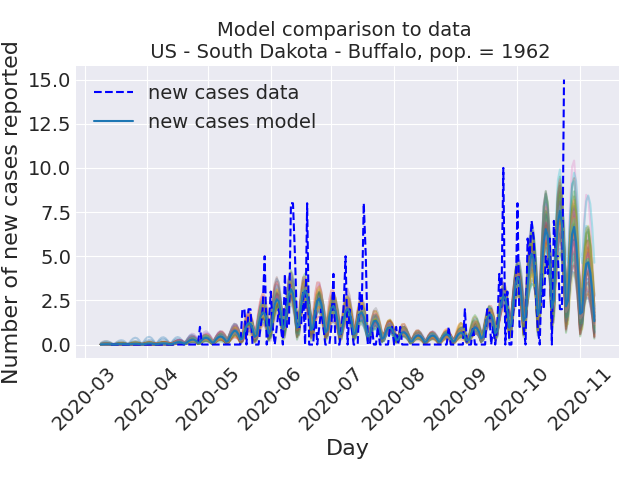 Model comparison to data
US - South Dakota - Buffalo, pop. = 1962
Number of new cases reported
15.0
12.5
10.0
7.5
5.0
2.5
0.0
new cases data
new cases model
2020-03
2020-04
2020-05
2020-06
2020-07
2020-08
2020-09
2020-10
2020-11
Day